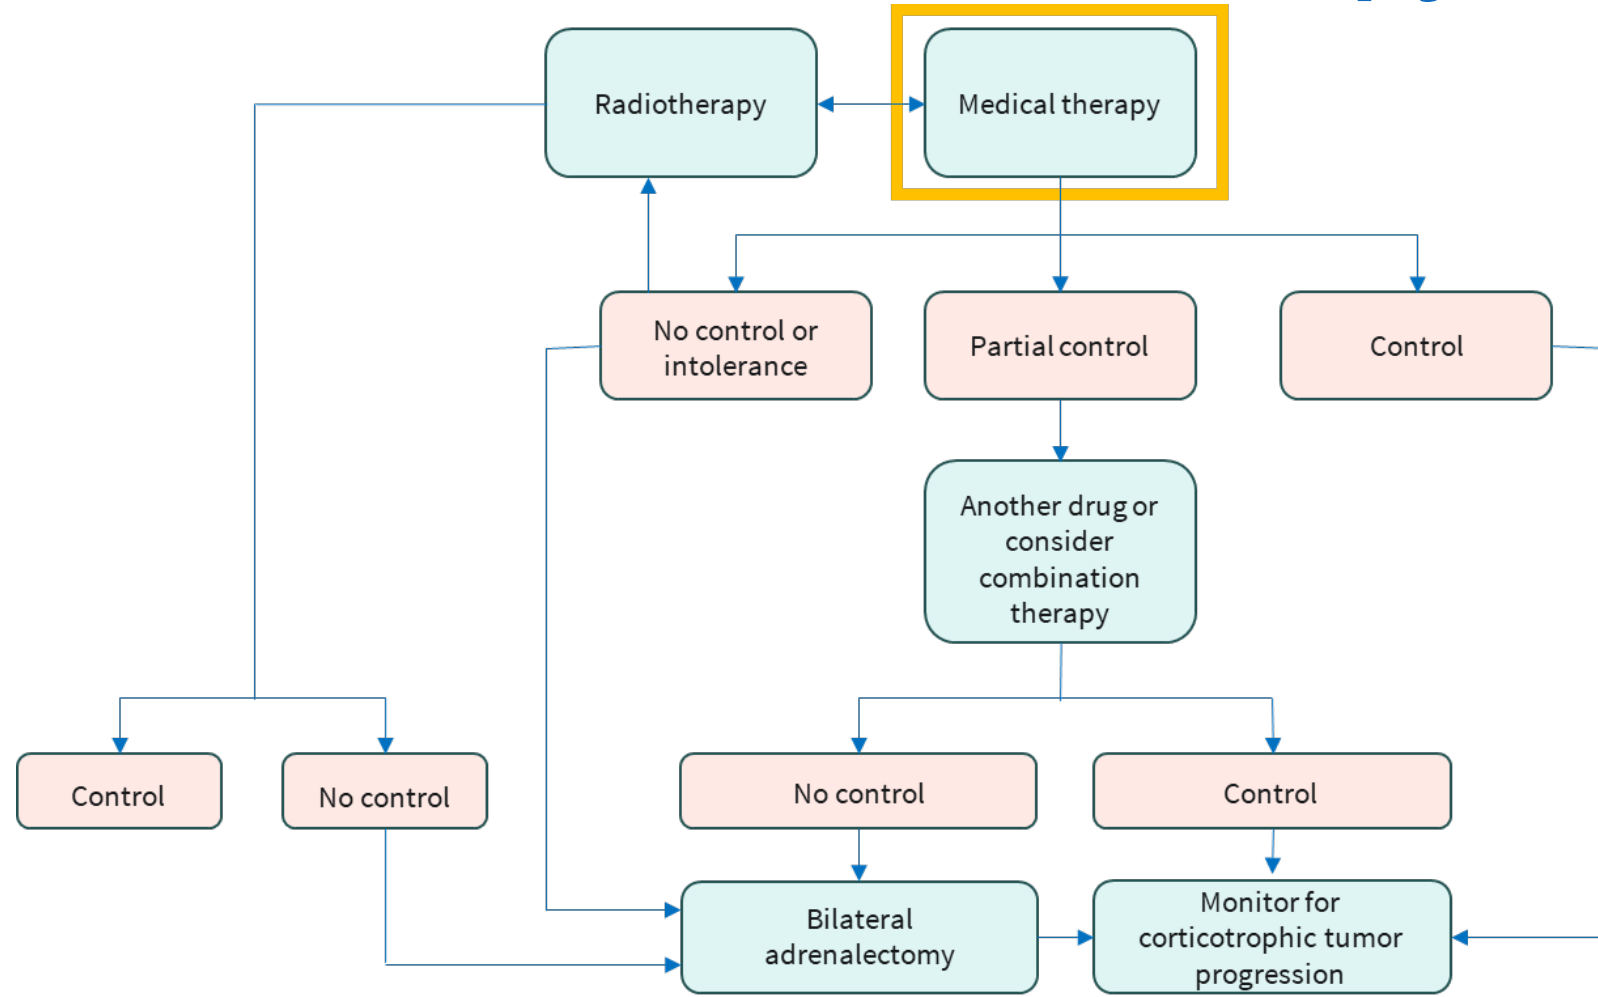 Radiotherapy
Medical therapy
No control or
intolerance
Partial control
Control
Another drug or
consider
combination
therapy
Control
No control
No control
Control
Bilateral
adrenalectomy
Monitor for
corticotrophic tumor
progression